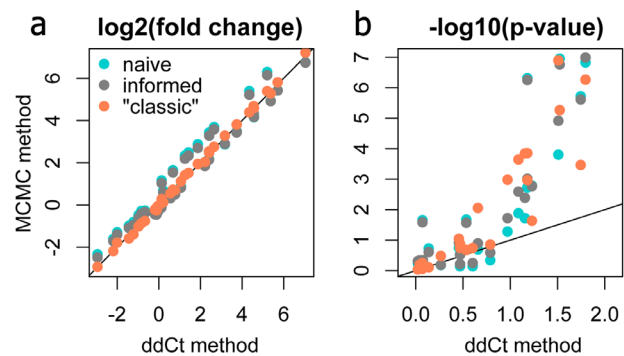 a log2(fold change)
naive
informed
"classic"
MCMC method
6
4
2
0
-2
-2 0 2 4 6
ddCt method
b -log10(p-value)
7
6
5
4
3
2
1
0
0.0 0.5 1.0 1.5 2.0
ddCt method